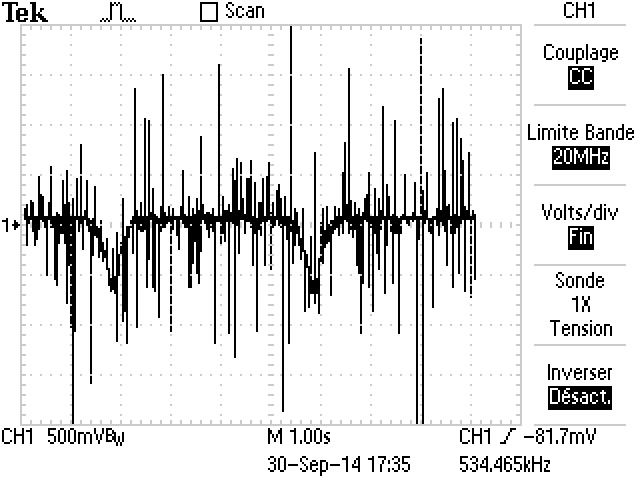 Tek Scan CH1
Couplage
CC
Limite Bande
20MHz
Volts/div
Fin
1
Sonde
1X
Tension
Inverser
Désact.
CH1 500mVBW M 1.00s CH1 -81.7mV
30-Sep-14 17:35 534.465kHz